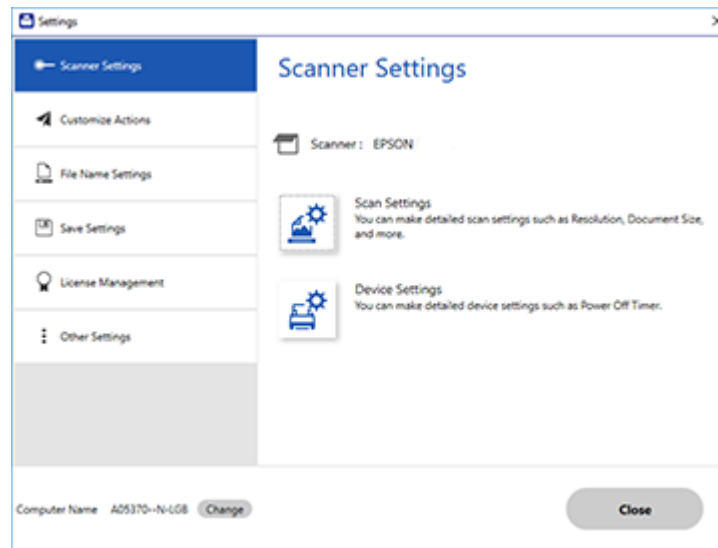 Settings
Scanner Settings
Customize Actions
File Name Settings
Save Settings
License Management
Other Settings
Scanner Settings
Scanner : EPSON
Scan Settings
You can make detailed scan settings such as Resolution, Document Size,
and more.
Device Settings
You can make detailed device settings such as Power Off Timer.
Computer Name A05370--N-LGB Change
Close